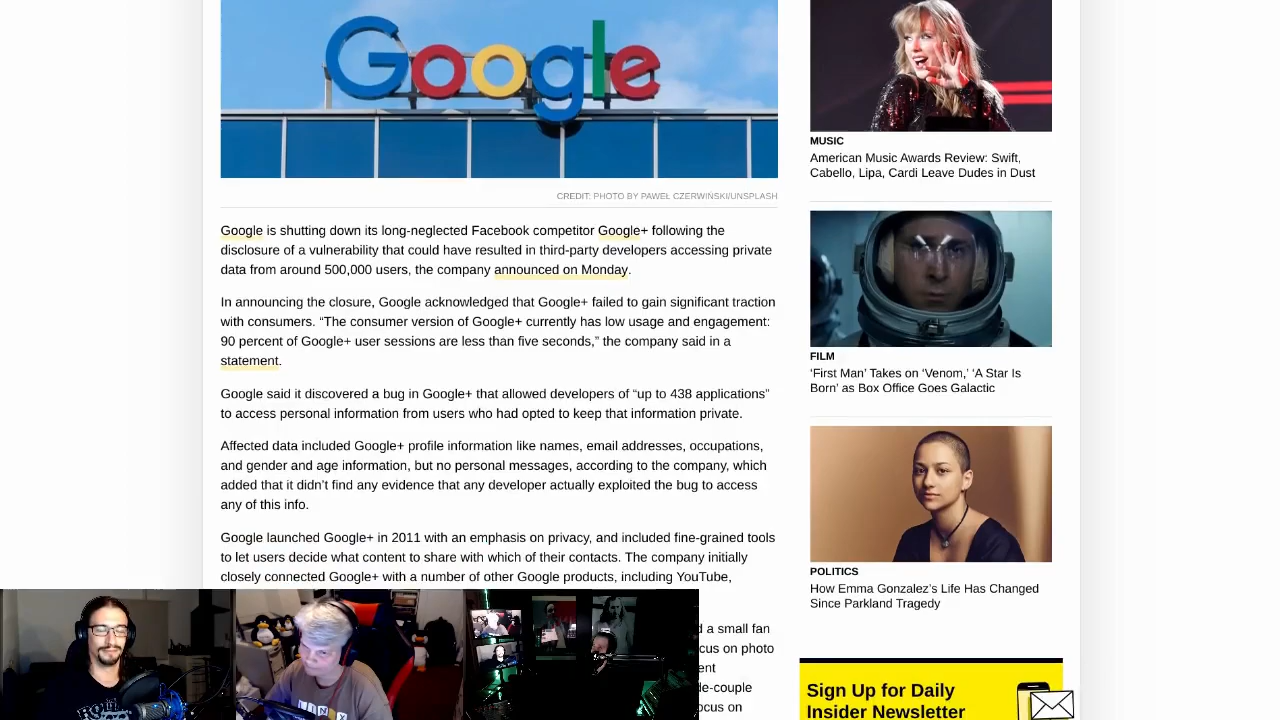 Google
CREDIT: PHOTO BY PAWEŁ CZERWIŃSKI/UNSPLASH
Google is shutting down its long-neglected Facebook competitor Google+ following the
disclosure of a vulnerability that could have resulted in third-party developers accessing private
data from around 500,000 users, the company announced on Monday.
In announcing the closure, Google acknowledged that Google+ failed to gain significant traction
with consumers. “The consumer version of Google+ currently has low usage and engagement:
90 percent of Google+ user sessions are less than five seconds,” the company said in a
statement.
Google said it discovered a bug in Google+ that allowed developers of “up to 438 applications”
to access personal information from users who had opted to keep that information private.
Affected data included Google+ profile information like names, email addresses, occupations,
and gender and age information, but no personal messages, according to the company, which
added that it didn’t find any evidence that any developer actually exploited the bug to access
any of this info.
Google launched Google+ in 2011 with an emphasis on privacy, and included fine-grained tools
to let users decide what content to share with which of their contacts. The company initially
closely connected Google+ with a number of other Google products, including YouTube,
d a small fan
cus on photo
ent
de-couple
ocus on
MUSIC
American Music Awards Review: Swift,
Cabello, Lipa, Cardi Leave Dudes in Dust
FILM
‘First Man’ Takes on ‘Venom,’ ‘A Star Is
Born’ as Box Office Goes Galactic
POLITICS
How Emma Gonzalez’s Life Has Changed
Since Parkland Tragedy
Sign Up for Daily
Insider Newsletter
LINUX